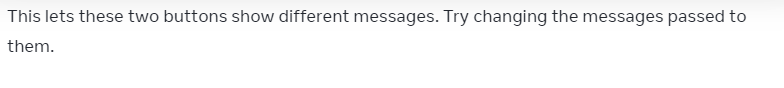 This lets these two buttons show different messages. Try changing the messages passed to
them.